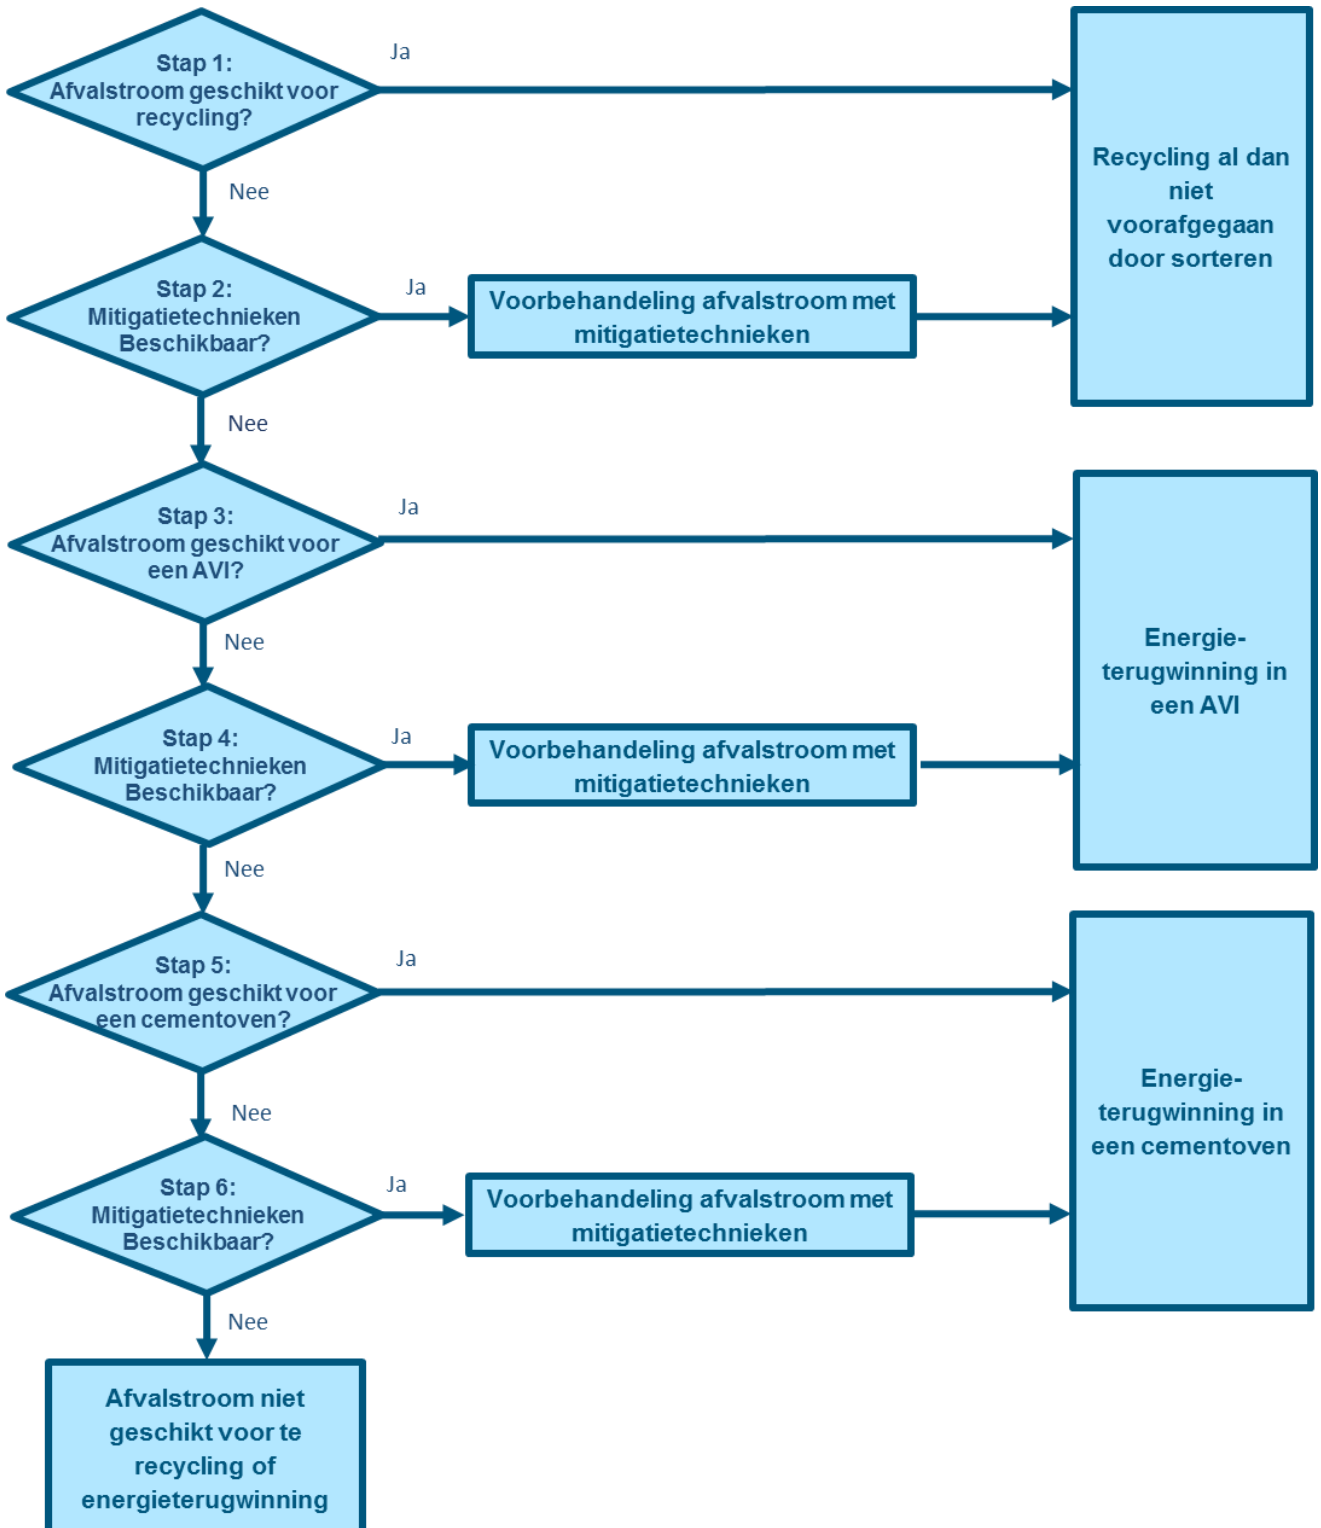 Stap 1:
Afvalstroom geschikt voor
recycling?
Ja
Recycling al dan
niet
voorafgegaan
door sorteren
Nee
Stap 2:
Mitigatietechnieken
Beschikbaar?
Ja
Voorbehandeling afvalstroom met
mitigatietechnieken
Nee
Stap 3:
Afvalstroom geschikt voor
een AVI?
Ja
Energie-
terugwinning in
een AVI
Nee
Stap 4:
Mitigatietechnieken
Beschikbaar?
Ja
Voorbehandeling afvalstroom met
mitigatietechnieken
Nee
Stap 5:
Afvalstroom geschikt voor
een cementoven?
Ja
Energie-
terugwinning in
een cementoven
Nee
Stap 6:
Mitigatietechnieken
Beschikbaar?
Ja
Voorbehandeling afvalstroom met
mitigatietechnieken
Nee
Afvalstroom niet
geschikt voor te
recycling of
energieterugwinning